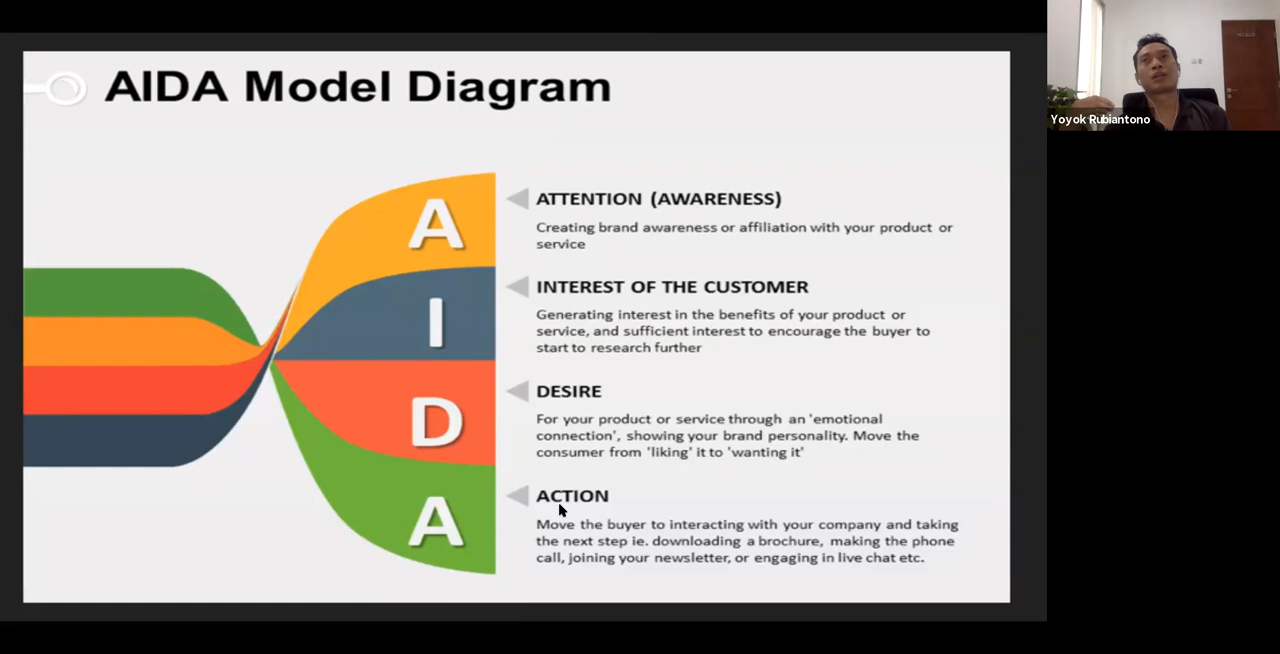 AIDA Model Diagram
A
ATTENTION (AWARENESS)
Creating brand awareness or affiliation with your product or
service
I
INTEREST OF THE CUSTOMER
Generating interest in the benefits of your product or
service, and sufficient interest to encourage the buyer to
start to research further
D
DESIRE
For your product or service through an 'emotional
connection', showing your brand personality. Move the
consumer from 'liking' it to 'wanting it'
A
ACTION
Move the buyer to interacting with your company and taking
the next step ie. downloading a brochure, making the phone
call, joining your newsletter, or engaging in live chat etc.
Yoyok Rubiantono